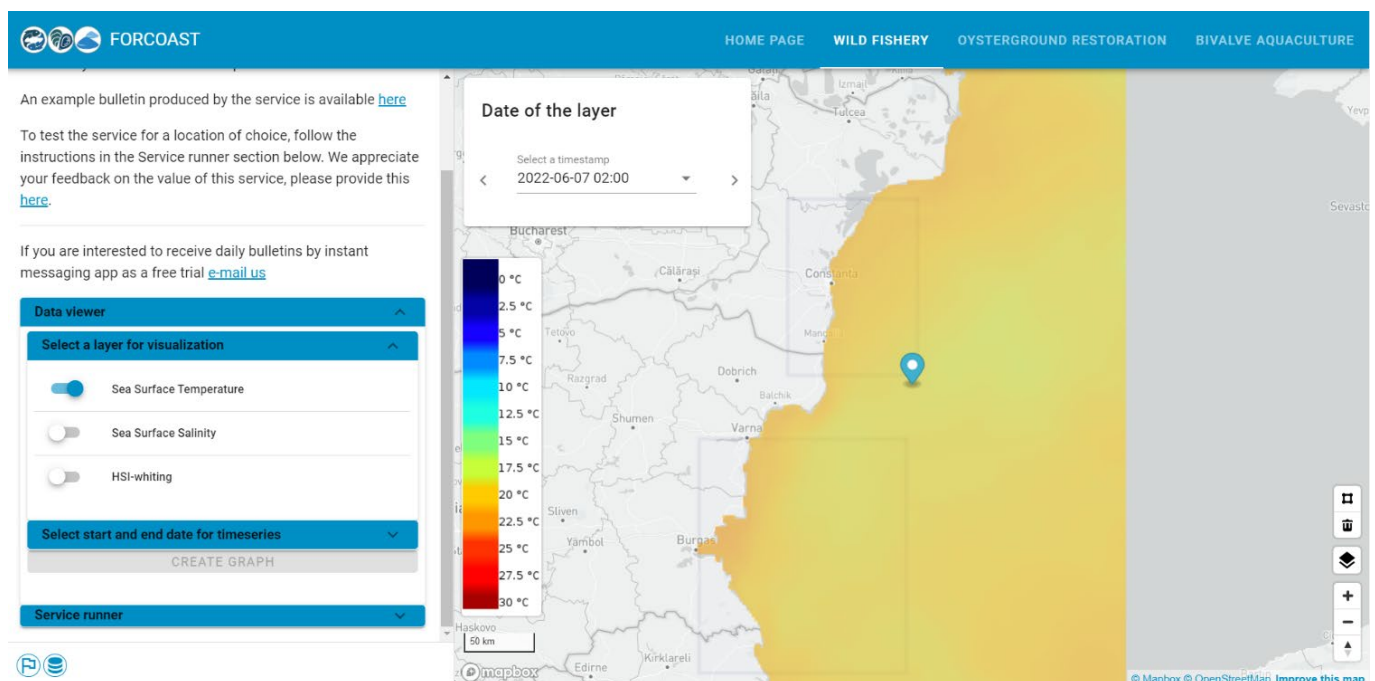 FORCOAST
HOME PAGE
WILD FISHERY
OYSTERGROUND RESTORATION
BIVALVE AQUACULTURE
An example bulletin produced by the service is available here
To test the service for a location of choice, follow the
instructions in the Service runner section below. We appreciate
your feedback on the value of this service, please provide this
here.
If you are interested to receive daily bulletins by instant
messaging app as a free trial e-mail us
Data viewer
Select a layer for visualization
Sea Surface Temperature
Sea Surface Salinity
HSI-whiting
Select start and end date for timeseries
CREATE GRAPH
Service runner
Date of the layer
Select a timestamp
2022-06-07 02:00
0 °C
2.5 °C
5 °C
7.5 °C
10 °C
12.5 °C
15 °C
17.5 °C
20 °C
22.5 °C
25 °C
27.5 °C
30 °C
50 km
mapbox
Izmail
Tulcea
Bucharest
Călărași
Constanta
Tetovo
Razgrad
Dobrich
Balchik
Shumen
Varna
Sliven
Yambol
Burgas
Haskovo
Edirne
Kırklareli
© Mapbox © OpenStreetMap Improve this map